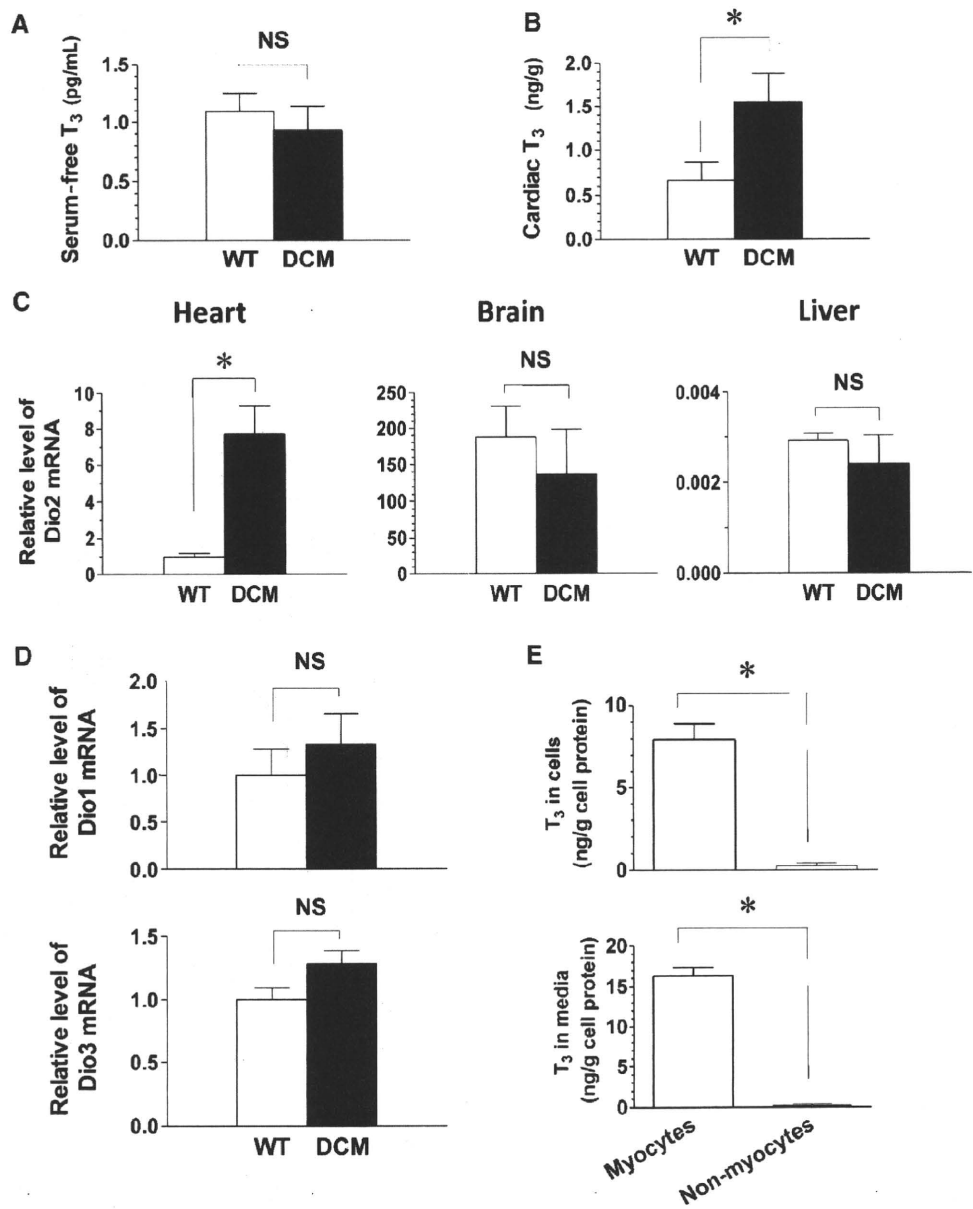 A
NS
Serum-free T3 (pg/mL)
1.5
1.0
0.5
0.0
WT DCM
B
*
Cardiac T3 (ng/g)
2.0
1.5
1.0
0.5
0.0
WT DCM
C
Heart
*
Relative level of
Dio2 mRNA
10
8
6
4
2
0
WT DCM
Brain
NS
250
200
150
100
50
0
WT DCM
Liver
NS
0.004
0.002
0.000
WT DCM
D
NS
Relative level of
Dio1 mRNA
2.0
1.5
1.0
0.5
0.0
NS
Relative level of
Dio3 mRNA
1.5
1.0
0.5
0.0
WT DCM
E
*
T3 in cells
(ng/g cell protein)
10
5
0
*
T3 in media
(ng/g cell protein)
20
15
10
5
0
Myocytes
Non-myocytes